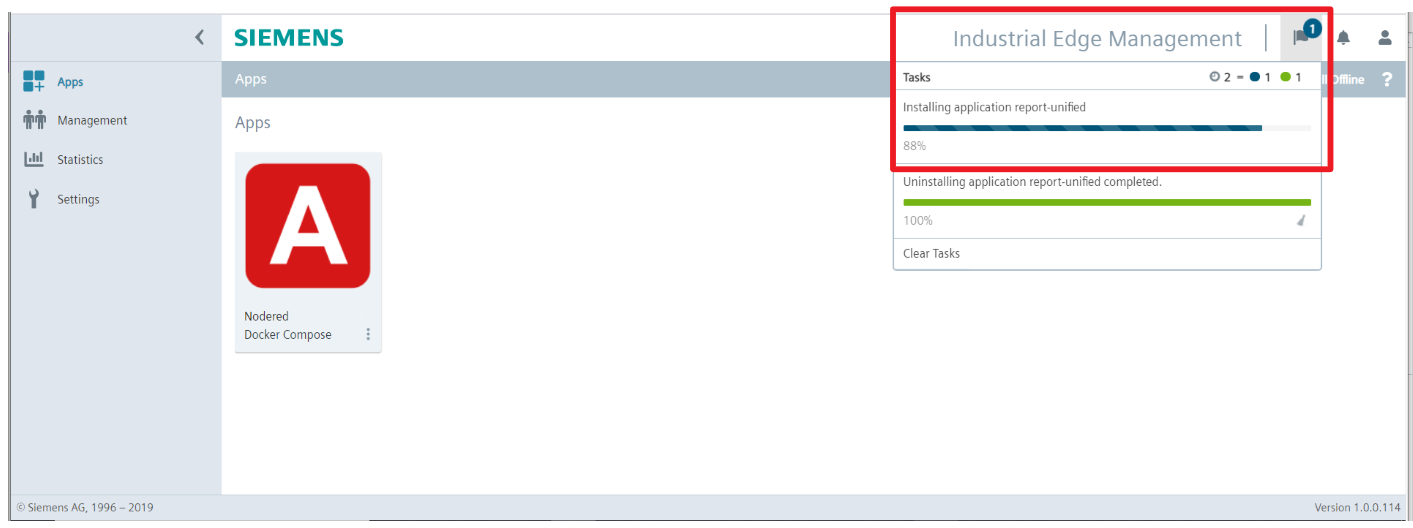 SIEMENS
Industrial Edge Management
1
Apps
Management
Statistics
Settings
Apps
Offline ?
Apps
A
Nodered
Docker Compose
Tasks 2 = 1 1
Installing application report-unified
88%
Uninstalling application report-unified completed.
100%
Clear Tasks
© Siemens AG, 1996 – 2019
Version 1.0.0.114